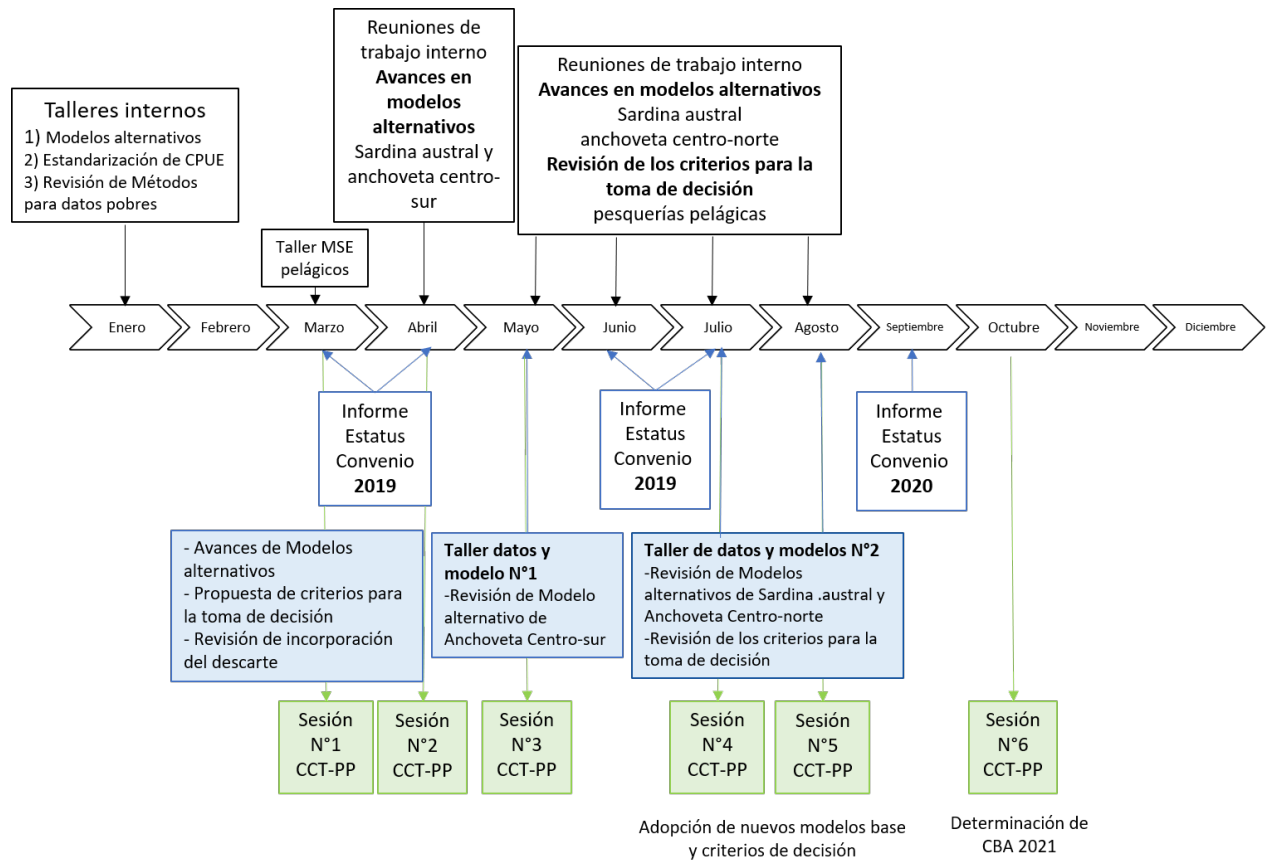 Talleres internos
1) Modelos alternativos
2) Estandarización de CPUE
3) Revisión de Métodos
para datos pobres
Taller MSE
pelágicos
Reuniones de
trabajo interno
Avances en
modelos
alternativos
Sardina austral y
anchoveta centro-
sur
Reuniones de trabajo interno
Avances en modelos alternativos
Sardina austral
anchoveta centro-norte
Revisión de los criterios para la
toma de decisión
pesquerías pelágicas
Enero
Febrero
Marzo
Abril
Mayo
Junio
Julio
Agosto
Septiembre
Octubre
Noviembre
Diciembre
Informe
Estatus
Convenio
2019
Informe
Estatus
Convenio
2019
Informe
Estatus
Convenio
2020
- Avances de Modelos
alternativos
- Propuesta de criterios para
la toma de decisión
- Revisión de incorporación
del descarte
Taller datos y
modelo N°1
-Revisión de Modelo
alternativo de
Anchoveta Centro-sur
Taller de datos y modelos N°2
-Revisión de Modelos
alternativos de Sardina .austral y
Anchoveta Centro-norte
-Revisión de los criterios para la
toma de decisión
Sesión
N°1
CCT-PP
Sesión
N°2
CCT-PP
Sesión
N°3
CCT-PP
Sesión
N°4
CCT-PP
Sesión
N°5
CCT-PP
Sesión
N°6
CCT-PP
Adopción de nuevos modelos base
y criterios de decisión
Determinación de
CBA 2021